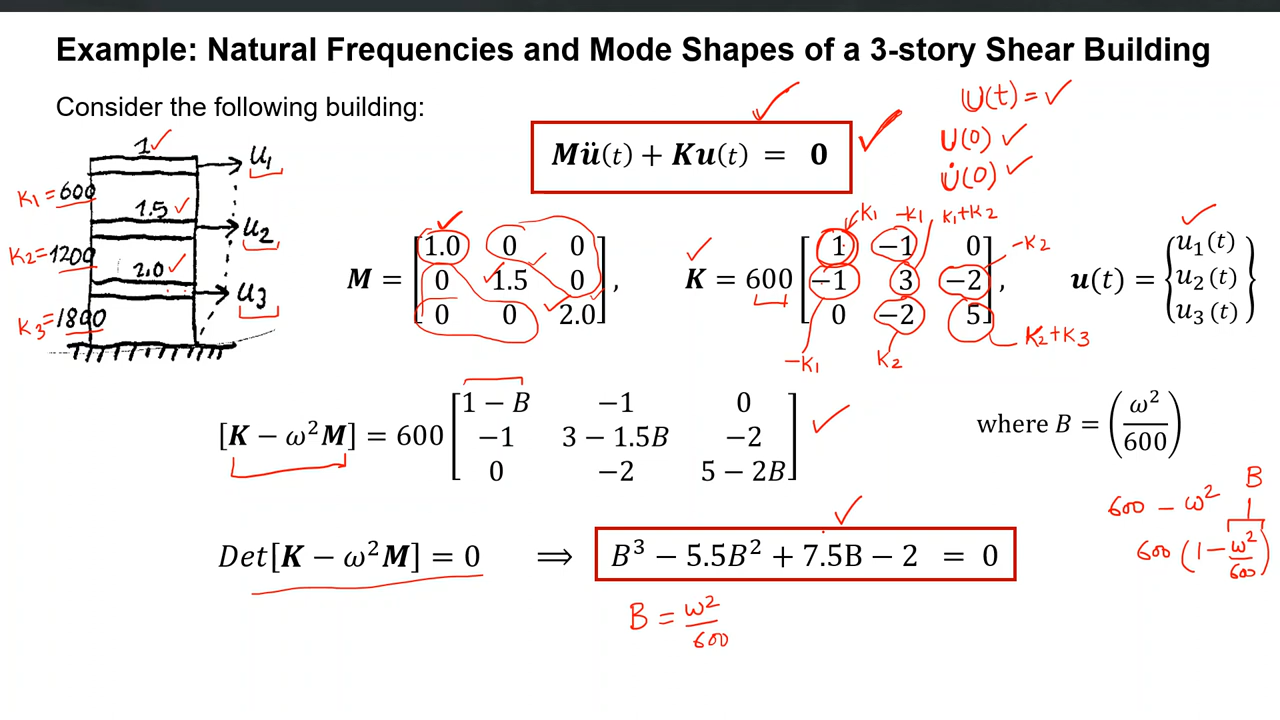 Example: Natural Frequencies and Mode Shapes of a 3-story Shear Building
Consider the following building:
Mü(t) + Ku(t) = 0
U(t) = ✓
U(0) ✓
U̇(0) ✓
1 ✓
u₁
K₁ = 600
1.5 ✓
u₂
K₂ = 1200
2.0 ✓
u₃
K₃ = 1800
M = [1.0 0 0
0 1.5 0
0 0 2.0],
K = 600 [1 −1 0
−1 3 −2
0 −2 5],
K₁
−K₁
K₁+K₂
−K₂
−K₁
K₂
K₂+K₃
u(t) = {u₁(t)
u₂(t)
u₃(t)}
[K − ω²M] = 600 [1 − B −1 0
−1 3 − 1.5B −2
0 −2 5 − 2B]
where B = (ω²/600)
B
600 − ω²
600 (1 − ω²/600)
Det[K − ω²M] = 0 ⟹ B³ − 5.5B² + 7.5B − 2 = 0
B = ω²/600